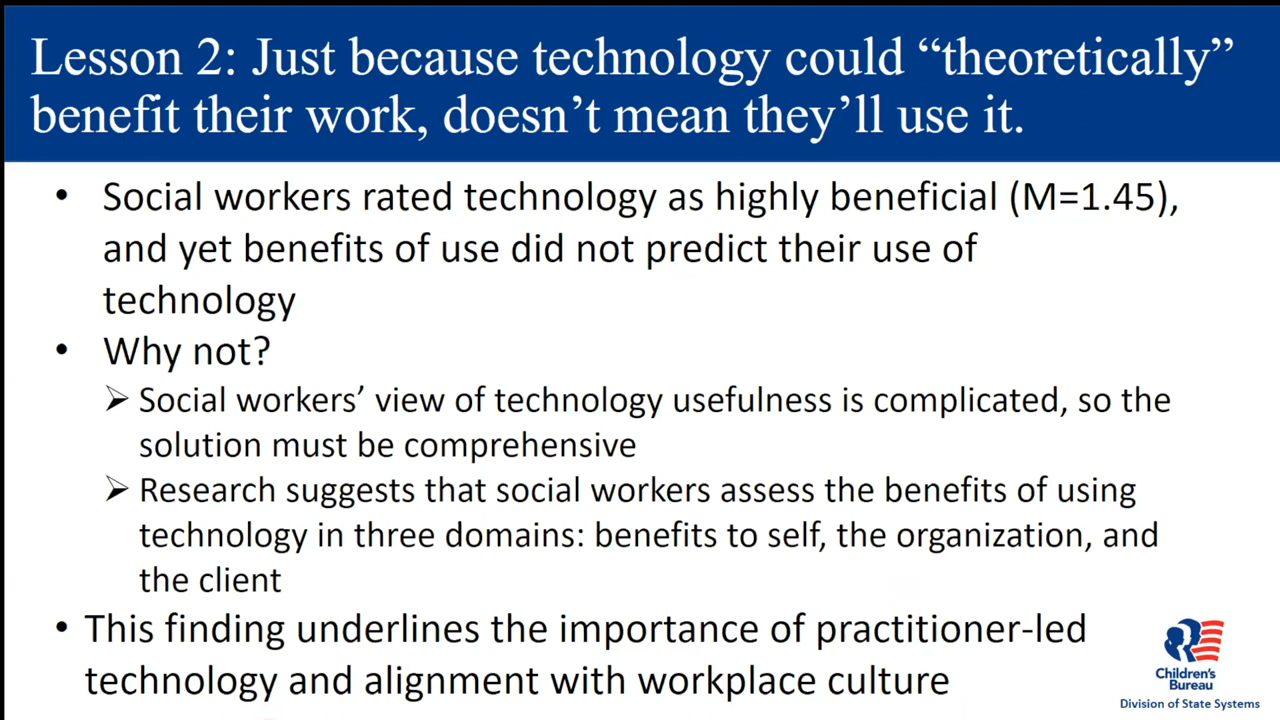 Lesson 2: Just because technology could “theoretically”
benefit their work, doesn’t mean they’ll use it.
• Social workers rated technology as highly beneficial (M=1.45),
and yet benefits of use did not predict their use of
technology
• Why not?
➢ Social workers’ view of technology usefulness is complicated, so the
solution must be comprehensive
➢ Research suggests that social workers assess the benefits of using
technology in three domains: benefits to self, the organization, and
the client
• This finding underlines the importance of practitioner-led
technology and alignment with workplace culture
Children’s
Bureau
Division of State Systems